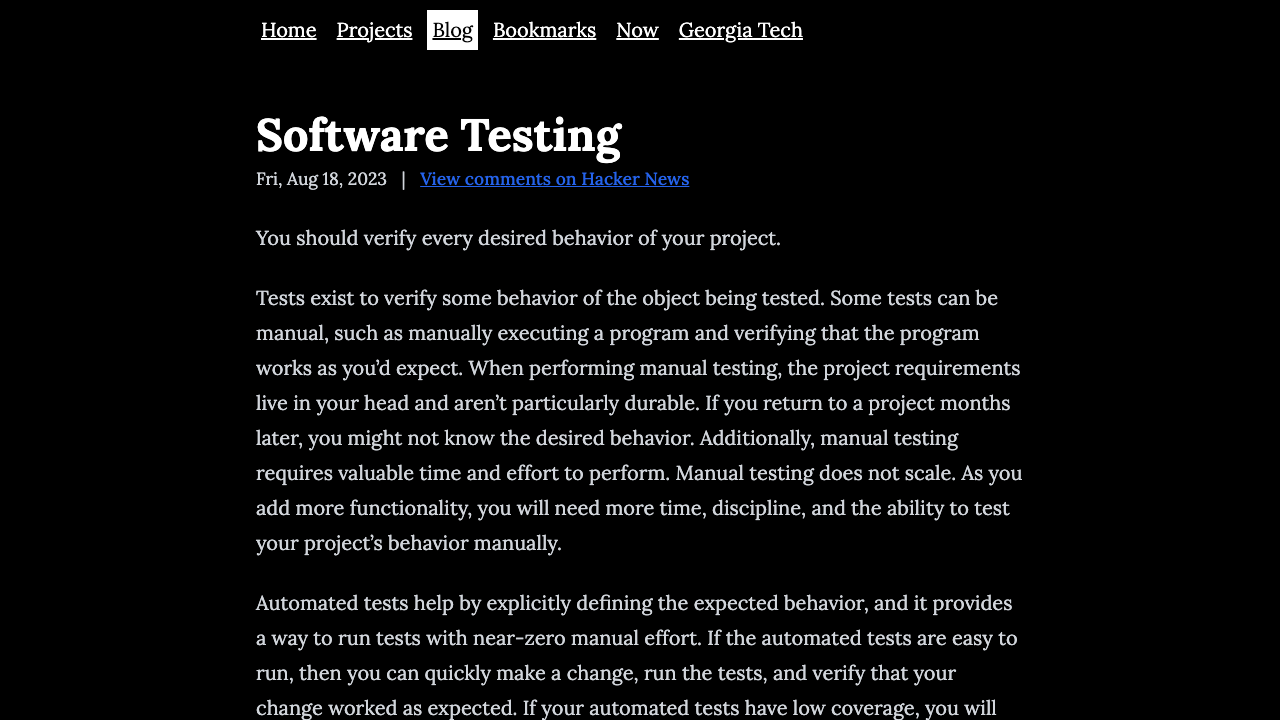 Home Projects Blog Bookmarks Now Georgia Tech
Software Testing
Fri, Aug 18, 2023 | View comments on Hacker News
You should verify every desired behavior of your project.
Tests exist to verify some behavior of the object being tested. Some tests can be
manual, such as manually executing a program and verifying that the program
works as you’d expect. When performing manual testing, the project requirements
live in your head and aren’t particularly durable. If you return to a project months
later, you might not know the desired behavior. Additionally, manual testing
requires valuable time and effort to perform. Manual testing does not scale. As you
add more functionality, you will need more time, discipline, and the ability to test
your project’s behavior manually.
Automated tests help by explicitly defining the expected behavior, and it provides
a way to run tests with near-zero manual effort. If the automated tests are easy to
run, then you can quickly make a change, run the tests, and verify that your
change worked as expected. If your automated tests have low coverage, you will